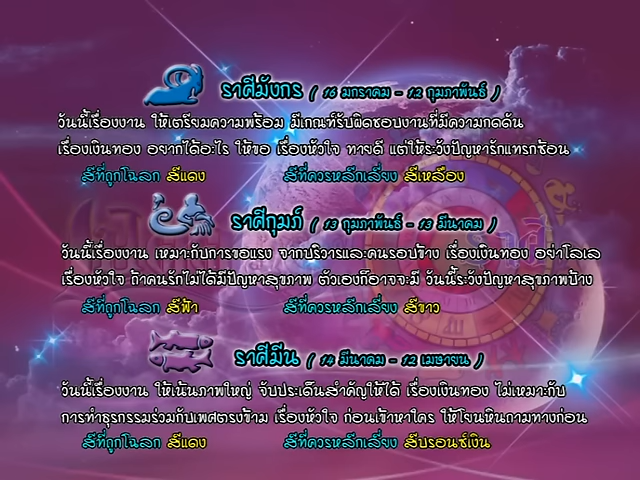 ราศีมังกร ( 16 มกราคม - 12 กุมภาพันธ์ )
วันนี้เรื่องงาน ให้เตรียมความพร้อม มีเกณฑ์รับผิดชอบงานที่มีความกดดัน
เรื่องเงินทอง อยากได้อะไร ให้ขอ เรื่องหัวใจ ทายดี แต่ให้ระวังปัญหารักแทรกซ้อน
สีที่ถูกโฉลก สีแดง สีที่ควรหลีกเลี่ยง สีเหลือง
ราศีกุมภ์ ( 13 กุมภาพันธ์ - 13 มีนาคม )
วันนี้เรื่องงาน เหมาะกับการขอแรง จากบริวารและคนรอบข้าง เรื่องเงินทอง อย่าโลเล
เรื่องหัวใจ ถ้าคนรักไม่ได้มีปัญหาสุขภาพ ตัวเองก็อาจจะมี วันนี้ระวังปัญหาสุขภาพบ้าง
สีที่ถูกโฉลก สีฟ้า สีที่ควรหลีกเลี่ยง สีขาว
ราศีมีน ( 14 มีนาคม - 12 เมษายน )
วันนี้เรื่องงาน ให้เน้นภาพใหญ่ จับประเด็นสำคัญให้ได้ เรื่องเงินทอง ไม่เหมาะกับ
การทำธุรกรรมร่วมกับเพศตรงข้าม เรื่องหัวใจ ก่อนเข้าหาใคร ให้โยนหินถามทางก่อน
สีที่ถูกโฉลก สีแดง สีที่ควรหลีกเลี่ยง สีบรอนซ์เงิน